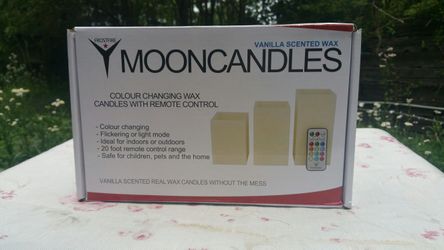 FROSTFIRE
VANILLA SCENTED WAX
MOONCANDLES
COLOUR CHANGING WAX
CANDLES WITH REMOTE CONTROL
- Colour changing
- Flickering or light mode
- Ideal for indoors or outdoors
- 20 foot remote control range
- Safe for children, pets and the home
VANILLA SCENTED REAL WAX CANDLES WITHOUT THE MESS